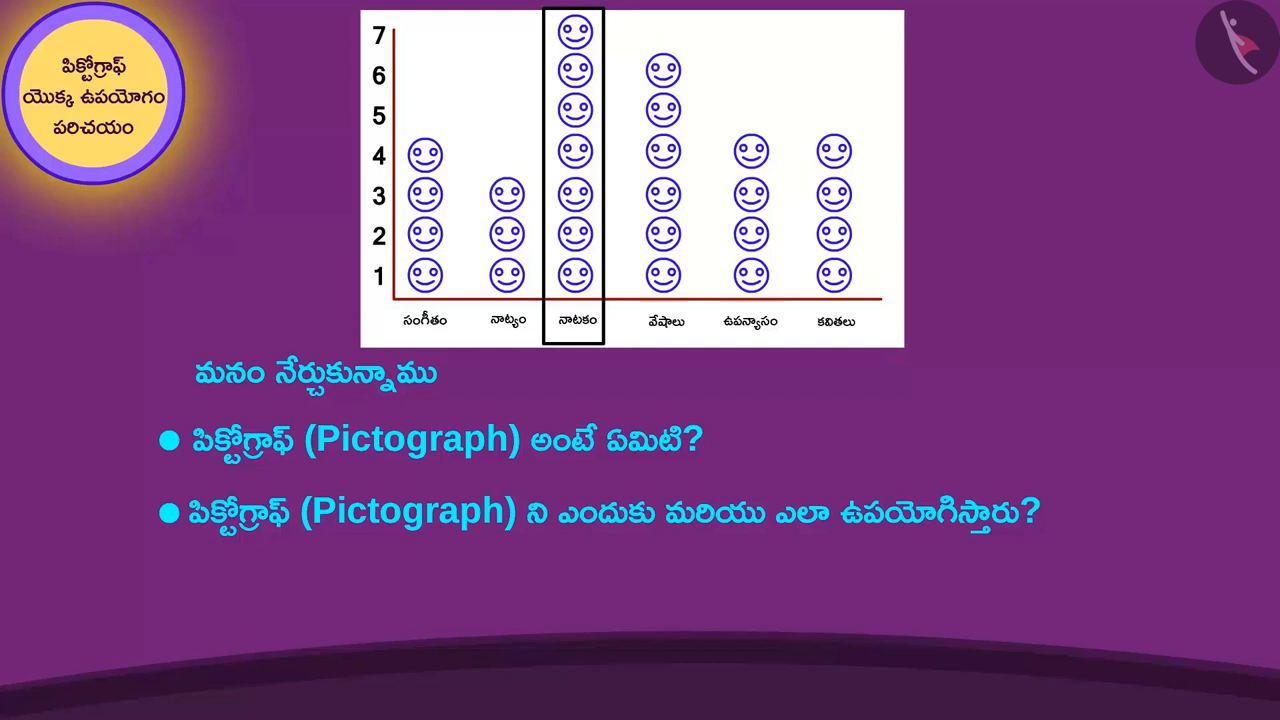 పిక్టోగ్రాఫ్
యొక్క ఉపయోగం
పరిచయం
7
6
5
4
3
2
1
సంగీతం నాట్యం నాటకం వేషాలు ఉపన్యాసం కవితలు
మనం నేర్చుకున్నాము
● పిక్టోగ్రాఫ్ (Pictograph) అంటే ఏమిటి?
● పిక్టోగ్రాఫ్ (Pictograph) ని ఎందుకు మరియు ఎలా ఉపయోగిస్తారు?